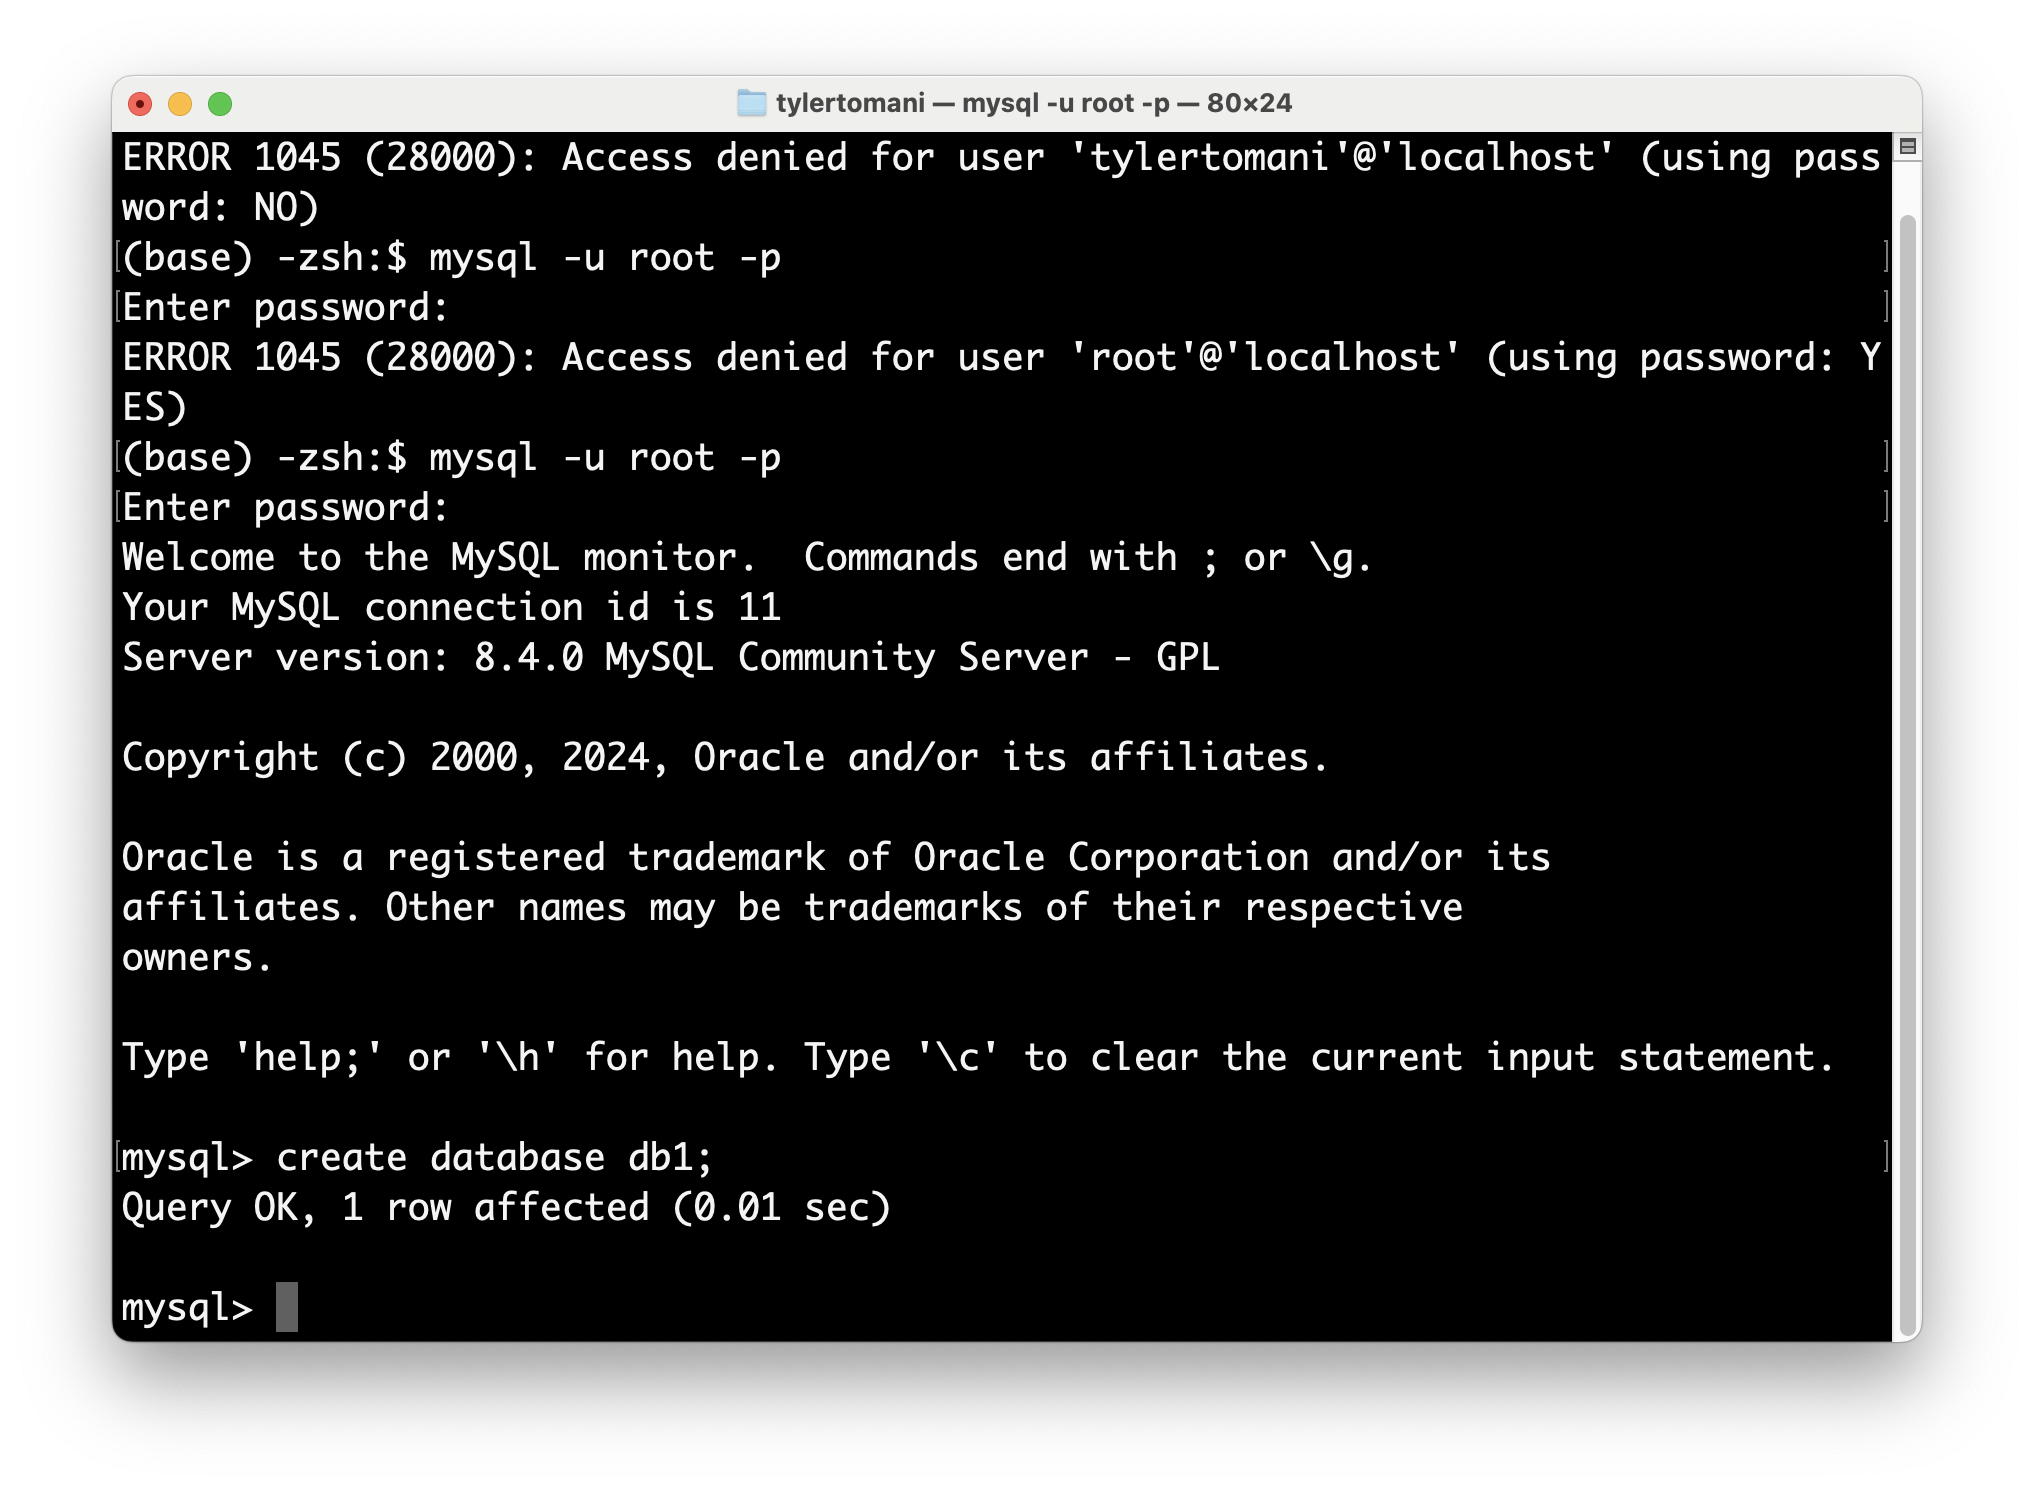 tylertomani — mysql -u root -p — 80×24
ERROR 1045 (28000): Access denied for user 'tylertomani'@'localhost' (using pass
word: NO)
(base) -zsh:$ mysql -u root -p
Enter password:
ERROR 1045 (28000): Access denied for user 'root'@'localhost' (using password: Y
ES)
(base) -zsh:$ mysql -u root -p
Enter password:
Welcome to the MySQL monitor.  Commands end with ; or \g.
Your MySQL connection id is 11
Server version: 8.4.0 MySQL Community Server - GPL
Copyright (c) 2000, 2024, Oracle and/or its affiliates.
Oracle is a registered trademark of Oracle Corporation and/or its
affiliates. Other names may be trademarks of their respective
owners.
Type 'help;' or '\h' for help. Type '\c' to clear the current input statement.
mysql> create database db1;
Query OK, 1 row affected (0.01 sec)
mysql>